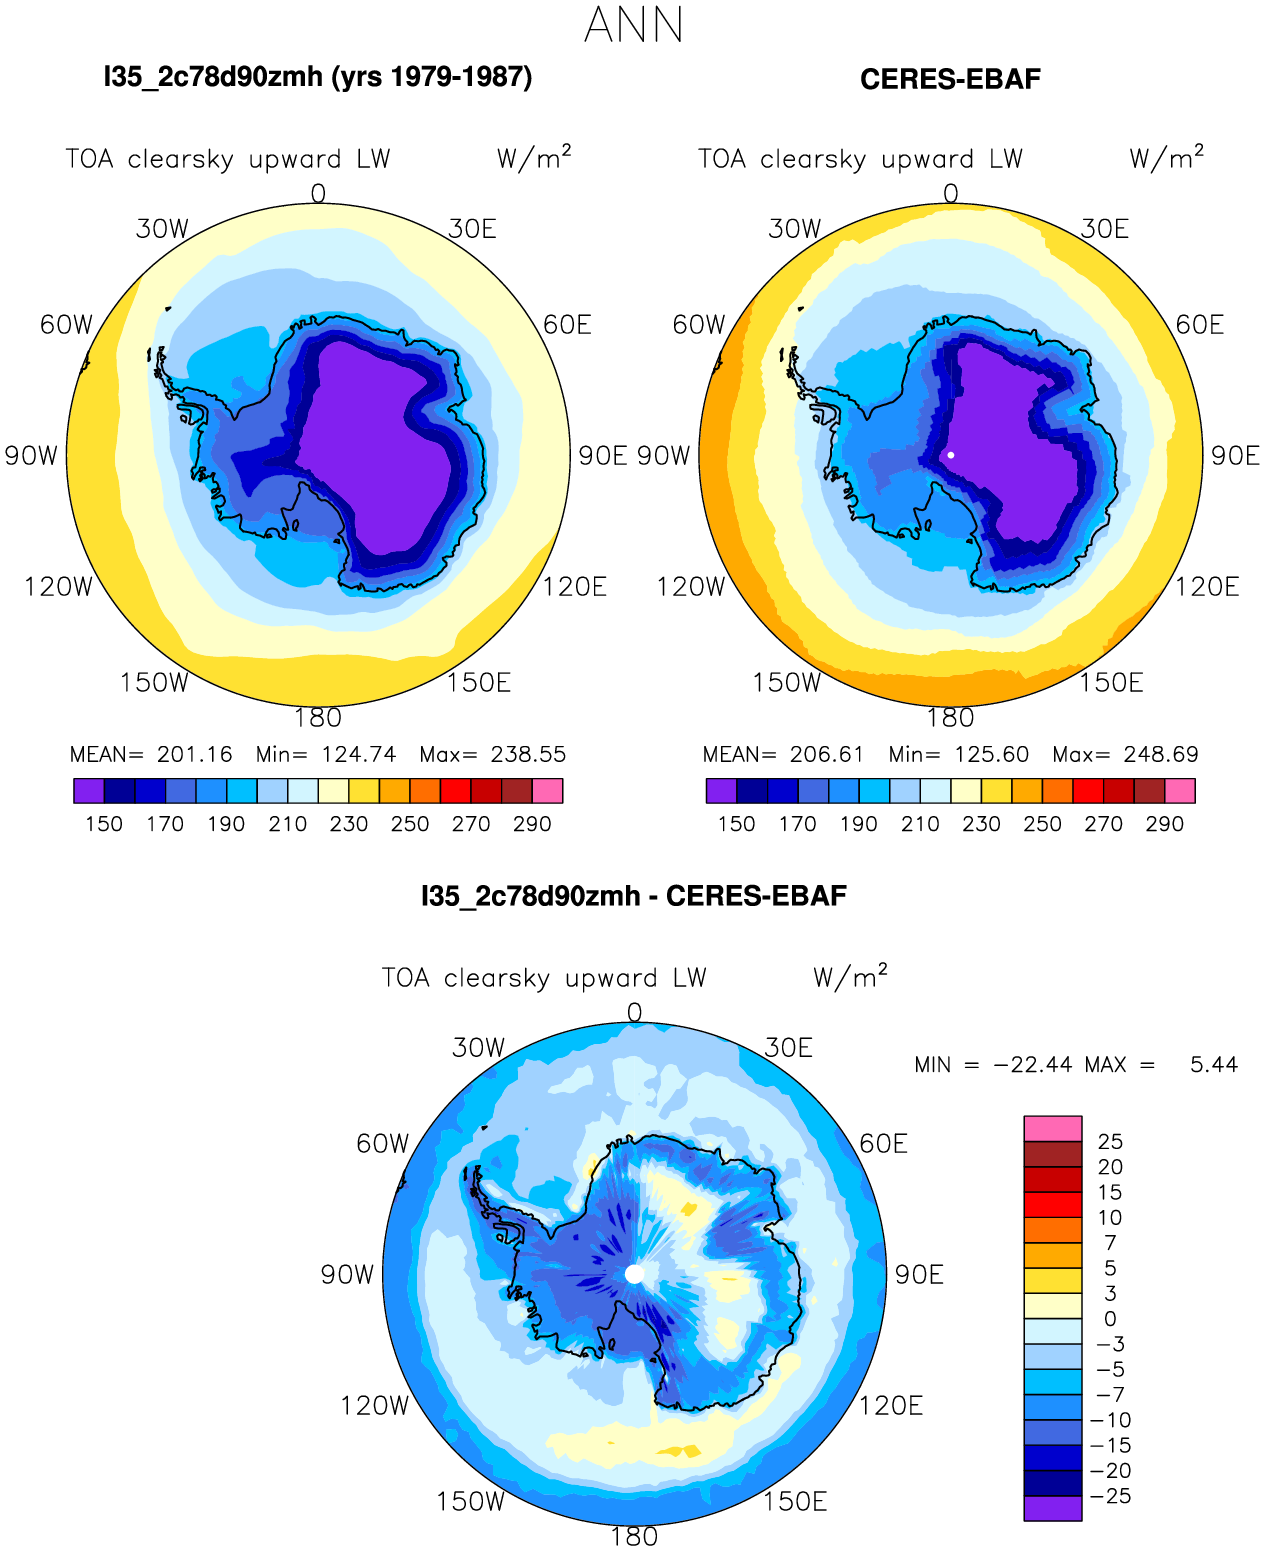 ANN
I35_2c78d90zmh (yrs 1979-1987)
CERES-EBAF
TOA clearsky upward LW W/m²
TOA clearsky upward LW W/m²
0
30W 30E
60W 60E
90W 90E
120W 120E
150W 150E
180
0
30W 30E
60W 60E
90W 90E
120W 120E
150W 150E
180
MEAN= 201.16 Min= 124.74 Max= 238.55
150 170 190 210 230 250 270 290
MEAN= 206.61 Min= 125.60 Max= 248.69
150 170 190 210 230 250 270 290
I35_2c78d90zmh - CERES-EBAF
TOA clearsky upward LW W/m²
0
30W 30E
60W 60E
90W 90E
120W 120E
150W 150E
180
MIN = −22.44 MAX = 5.44
25
20
15
10
7
5
3
0
−3
−5
−7
−10
−15
−20
−25